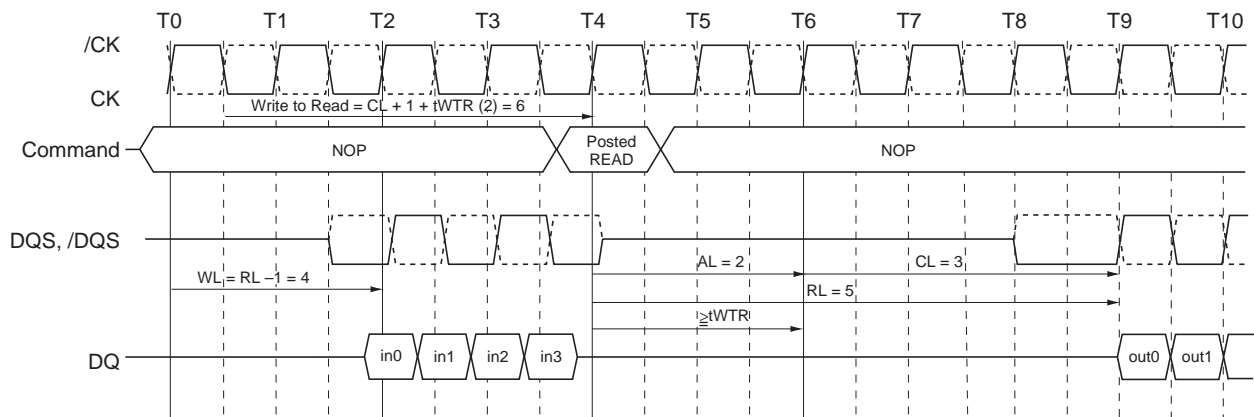 T0 T1 T2 T3 T4 T5 T6 T7 T8 T9 T10
/CK
CK
Write to Read = CL + 1 + tWTR (2) = 6
Command NOP Posted READ NOP
DQS, /DQS
AL = 2 CL = 3
WL = RL –1 = 4
RL = 5
≧tWTR
DQ in0 in1 in2 in3 out0 out1